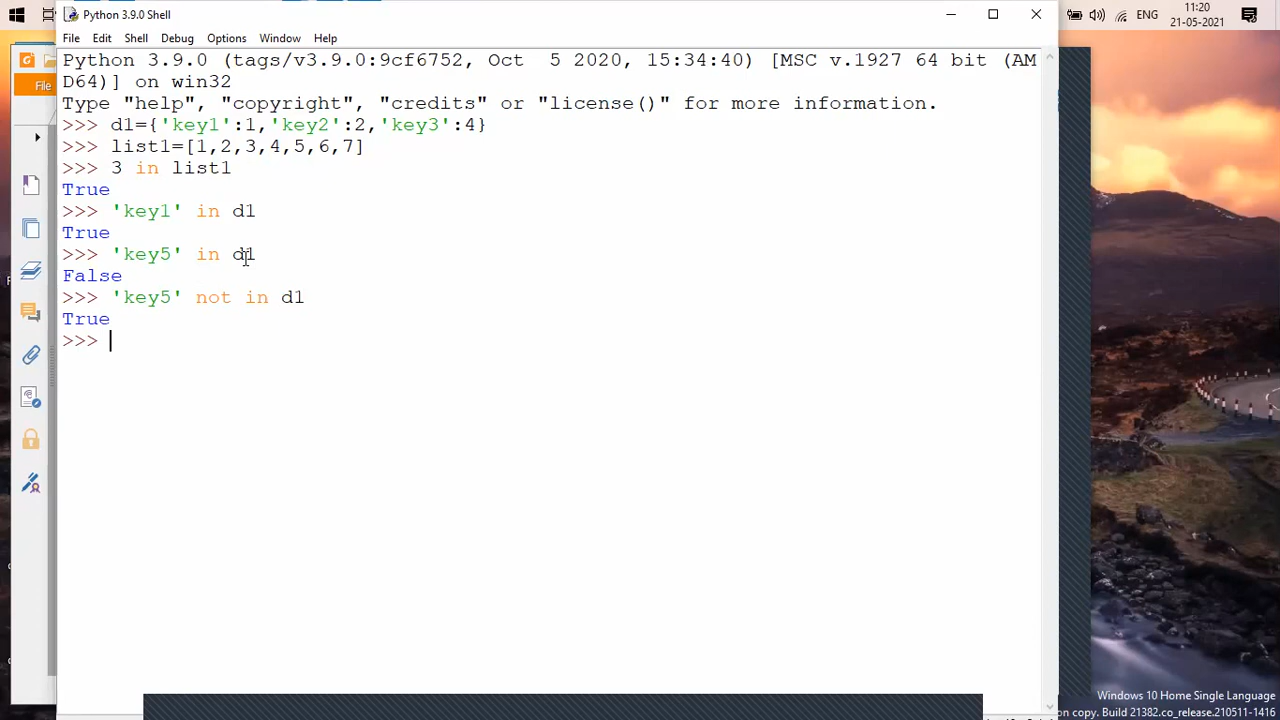 Python 3.9.0 Shell
ENG
11:20
21-05-2021
File Edit Shell Debug Options Window Help
File
Python 3.9.0 (tags/v3.9.0:9cf6752, Oct  5 2020, 15:34:40) [MSC v.1927 64 bit (AM
D64)] on win32
Type "help", "copyright", "credits" or "license()" for more information.
>>> d1={'key1':1,'key2':2,'key3':4}
>>> list1=[1,2,3,4,5,6,7]
>>> 3 in list1
True
>>> 'key1' in d1
True
>>> 'key5' in d1
False
>>> 'key5' not in d1
True
>>>
Windows 10 Home Single Language
on copy. Build 21382.co_release.210511-1416